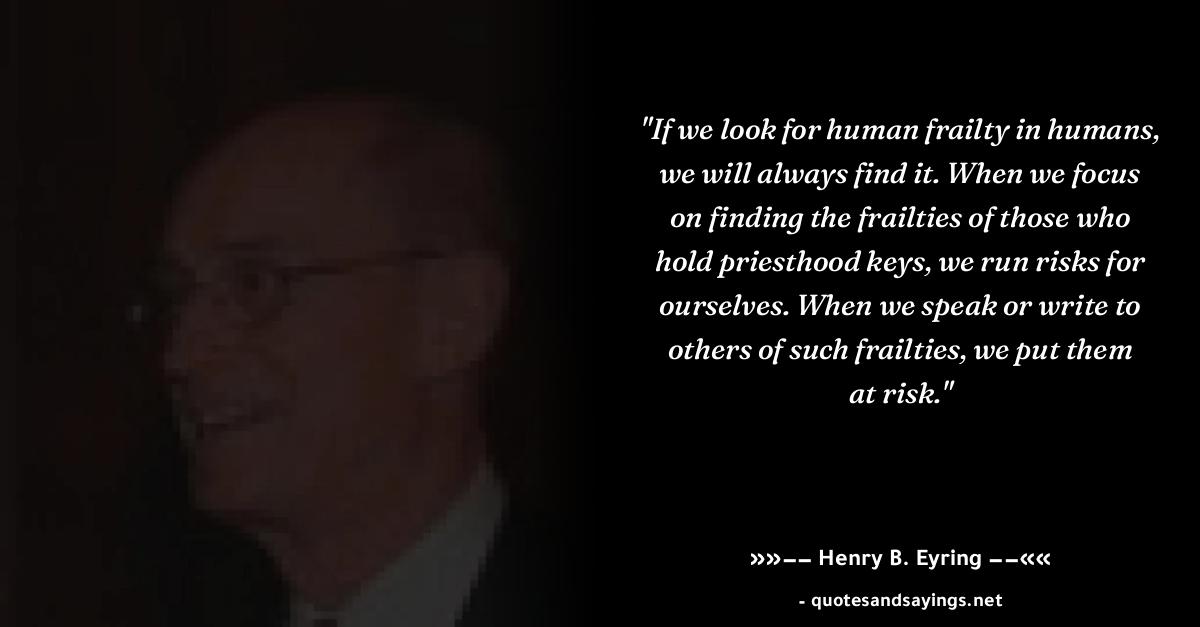 "If we look for human frailty in humans,
we will always find it. When we focus
on finding the frailties of those who
hold priesthood keys, we run risks for
ourselves. When we speak or write to
others of such frailties, we put them
at risk."
»»−− Henry B. Eyring −−««
- quotesandsayings.net